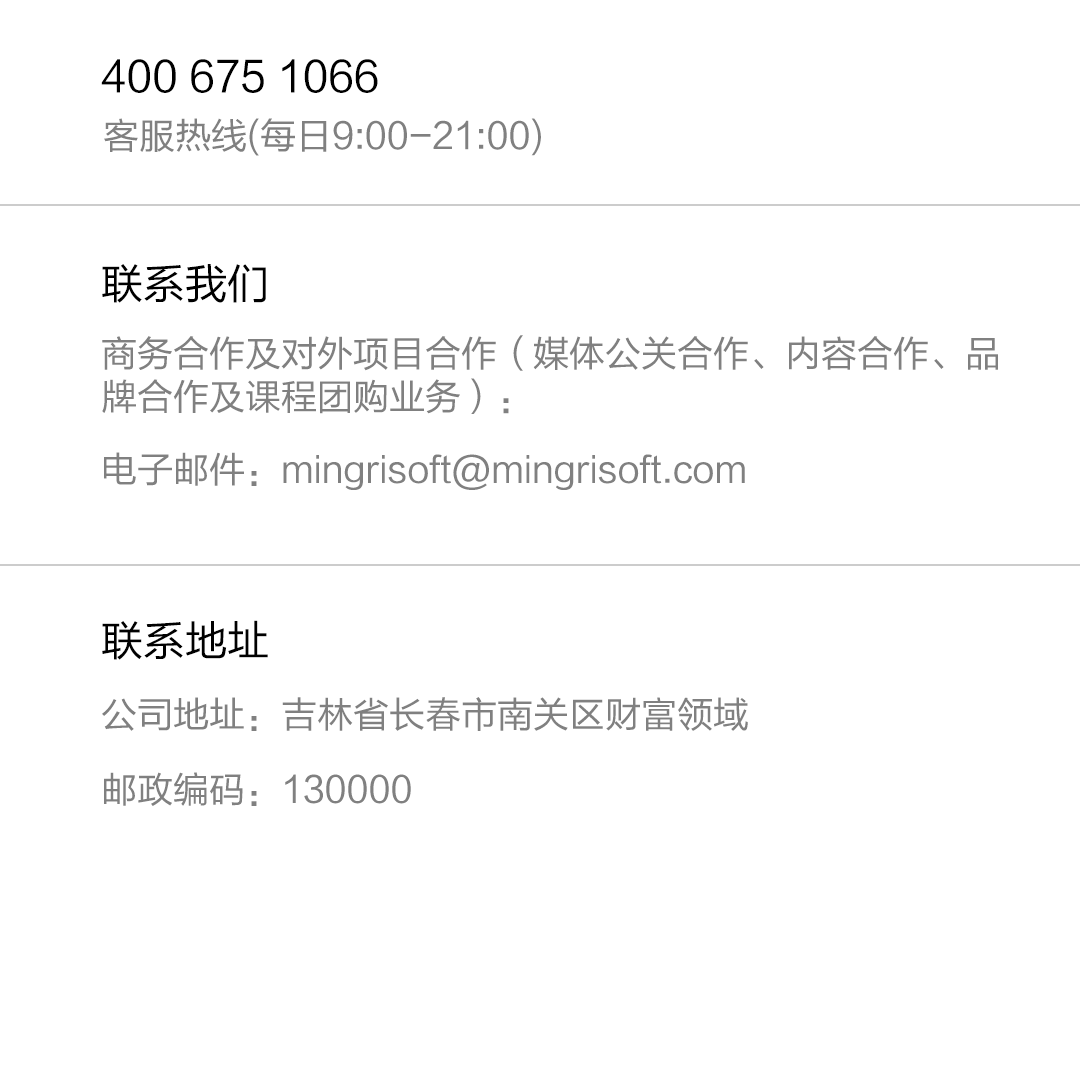 400 675 1066
客服热线(每日9:00-21:00)
联系我们
商务合作及对外项目合作（媒体公关合作、内容合作、品
牌合作及课程团购业务）：
电子邮件：mingrisoft@mingrisoft.com
联系地址
公司地址：吉林省长春市南关区财富领域
邮政编码：130000